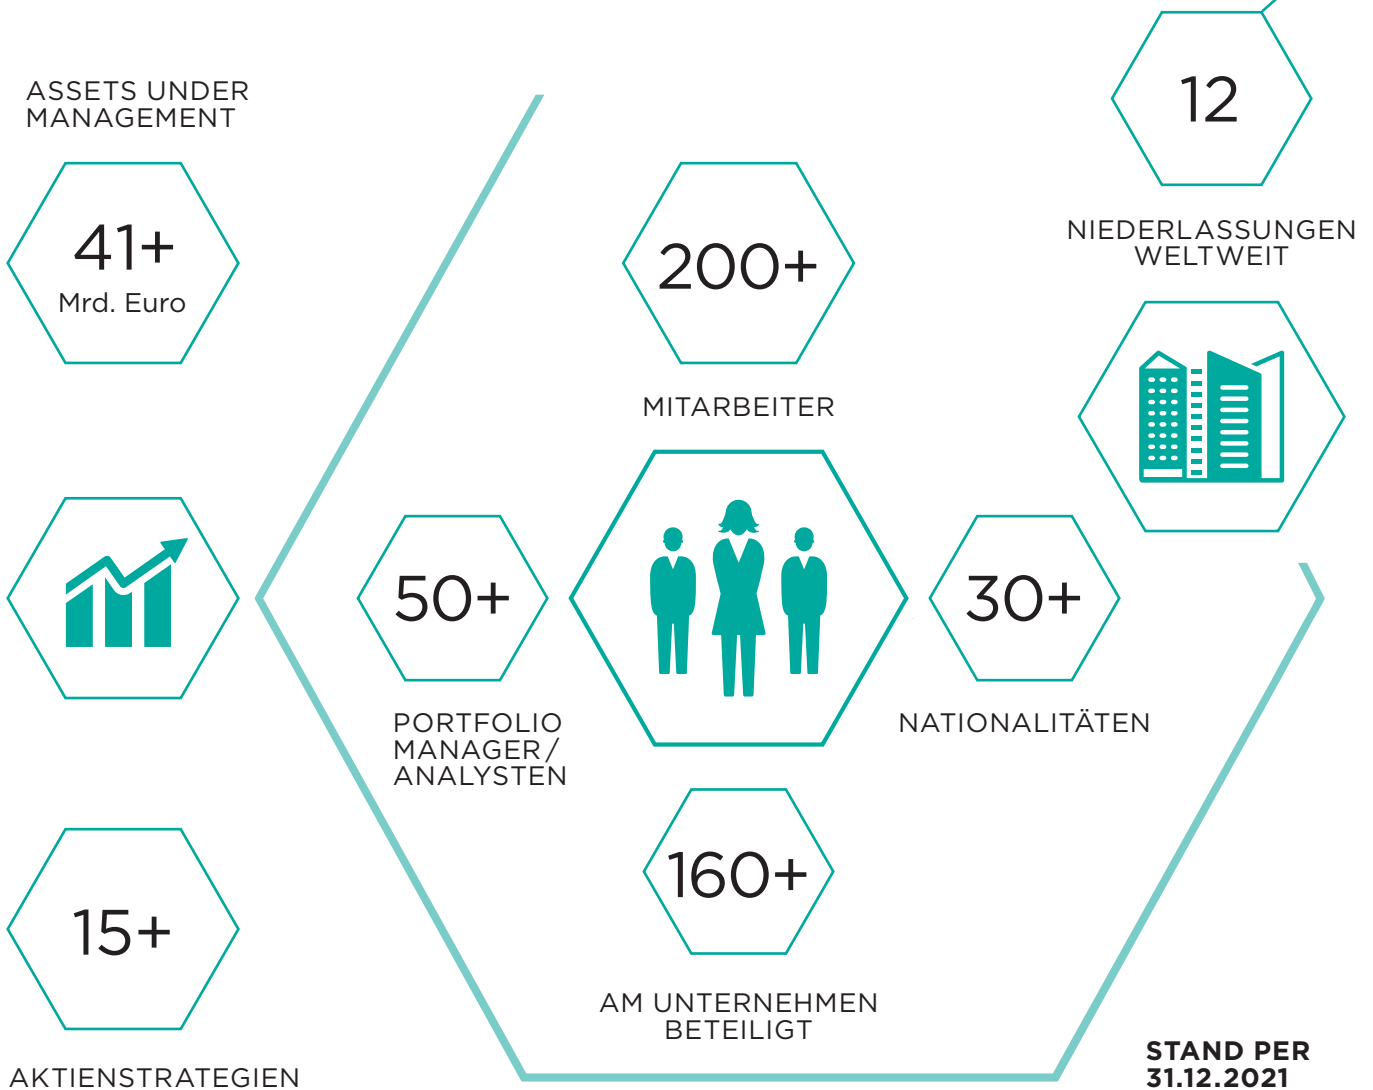 ASSETS UNDER
MANAGEMENT
41+
Mrd. Euro
15+
AKTIENSTRATEGIEN
200+
MITARBEITER
50+
PORTFOLIO
MANAGER/
ANALYSTEN
30+
NATIONALITÄTEN
160+
AM UNTERNEHMEN
BETEILIGT
12
NIEDERLASSUNGEN
WELTWEIT
STAND PER
31.12.2021